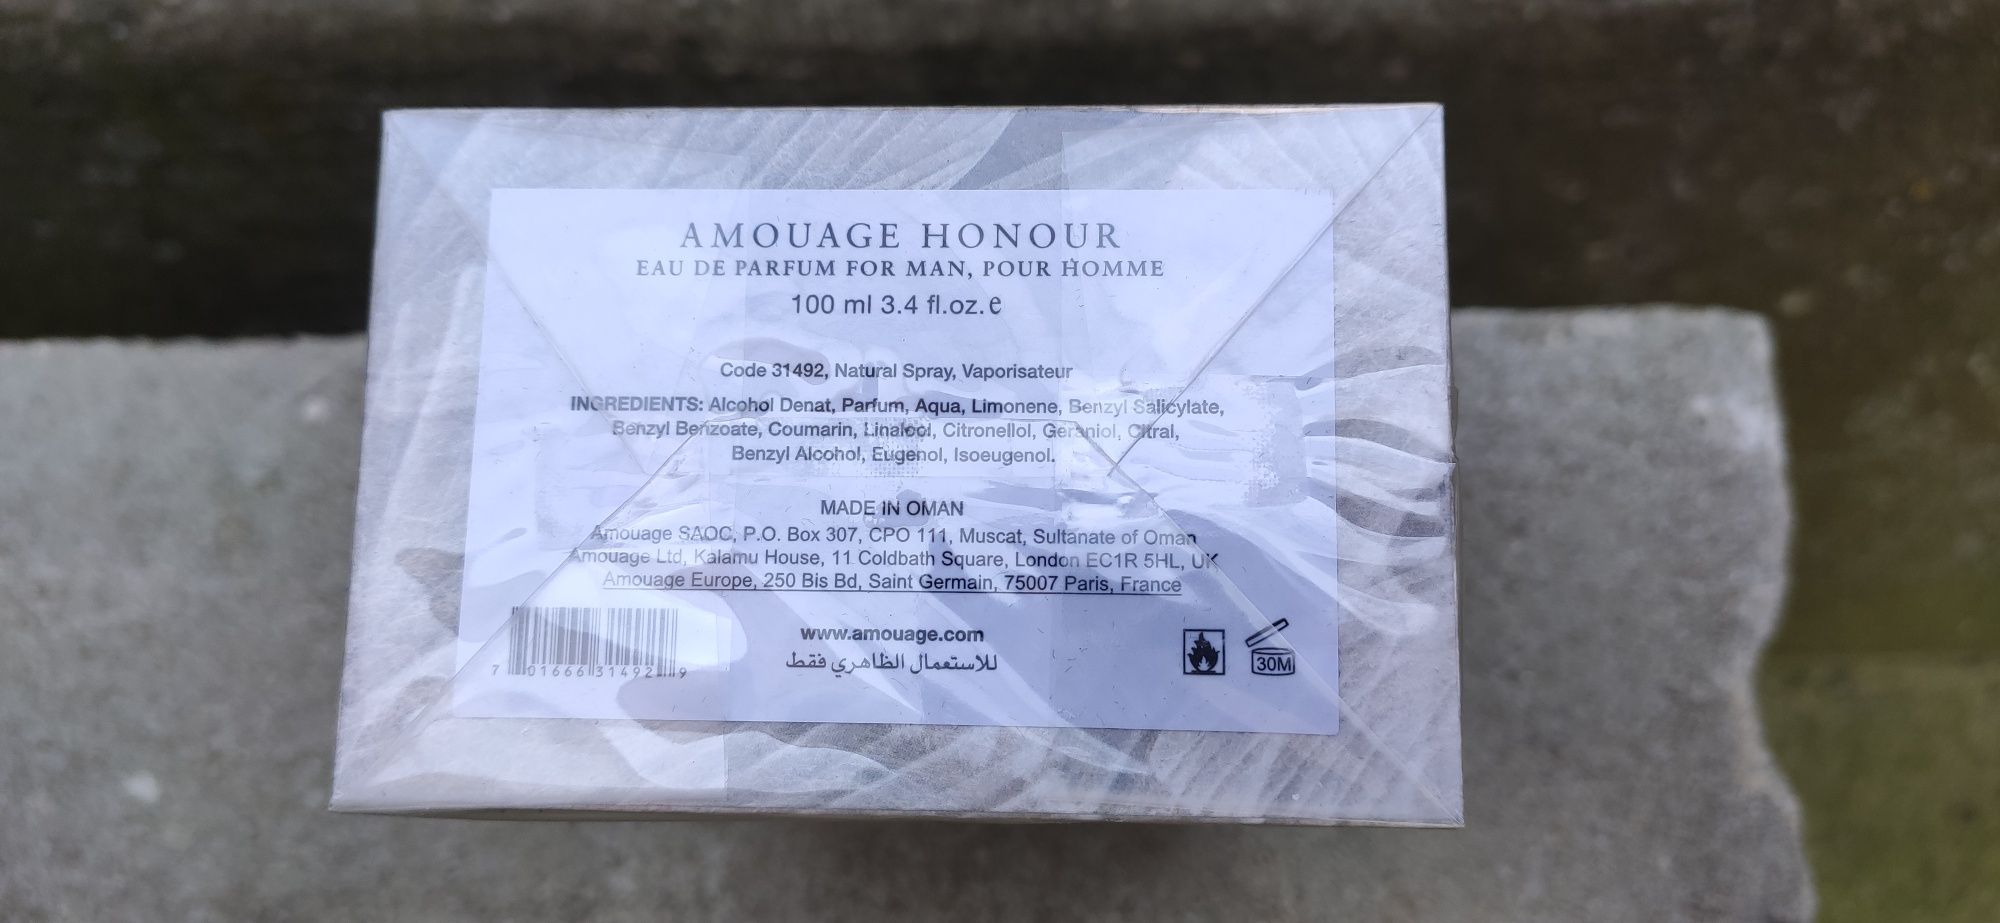 AMOUAGE HONOUR
EAU DE PARFUM FOR MAN, POUR HOMME
100 ml 3.4 fl.oz. e
Code 31492, Natural Spray, Vaporisateur
INGREDIENTS: Alcohol Denat, Parfum, Aqua, Limonene, Benzyl Salicylate,
Benzyl Benzoate, Coumarin, Linalool, Citronellol, Geraniol, Citral,
Benzyl Alcohol, Eugenol, Isoeugenol.
MADE IN OMAN
Amouage SAOC, P.O. Box 307, CPO 111, Muscat, Sultanate of Oman
Amouage Ltd, Kalamu House, 11 Coldbath Square, London EC1R 5HL, UK
Amouage Europe, 250 Bis Bd, Saint Germain, 75007 Paris, France
www.amouage.com
للاستعمال الظاهري فقط
7 01666 31492 9
30M